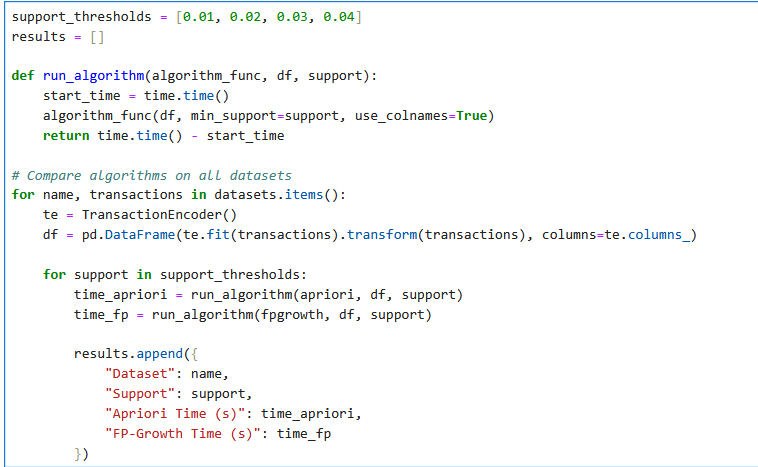 support_thresholds = [0.01, 0.02, 0.03, 0.04]
results = []

def run_algorithm(algorithm_func, df, support):
    start_time = time.time()
    algorithm_func(df, min_support=support, use_colnames=True)
    return time.time() - start_time

# Compare algorithms on all datasets
for name, transactions in datasets.items():
    te = TransactionEncoder()
    df = pd.DataFrame(te.fit(transactions).transform(transactions), columns=te.columns_)

    for support in support_thresholds:
        time_apriori = run_algorithm(apriori, df, support)
        time_fp = run_algorithm(fpgrowth, df, support)

        results.append({
            "Dataset": name,
            "Support": support,
            "Apriori Time (s)": time_apriori,
            "FP-Growth Time (s)": time_fp
        })